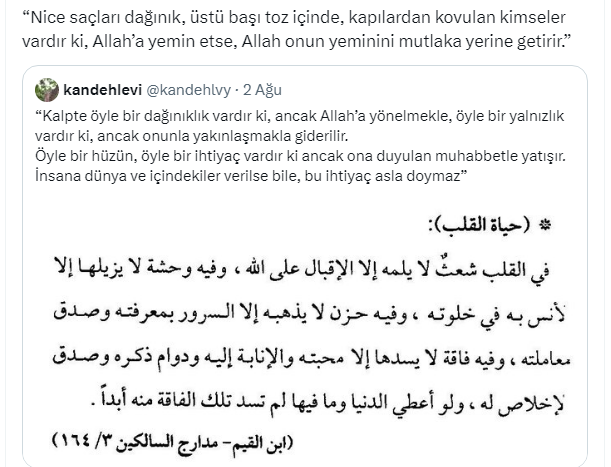 “Nice saçları dağınık, üstü başı toz içinde, kapılardan kovulan kimseler
vardır ki, Allah’a yemin etse, Allah onun yeminini mutlaka yerine getirir.”
kandehlevi @kandehlvy · 2 Ağu
“Kalpte öyle bir dağınıklık vardır ki, ancak Allah’a yönelmekle, öyle bir yalnızlık
vardır ki, ancak onunla yakınlaşmakla giderilir.
Öyle bir hüzün, öyle bir ihtiyaç vardır ki ancak ona duyulan muhabbetle yatışır.
İnsana dünya ve içindekiler verilse bile, bu ihtiyaç asla doymaz”
* (حياة القلب):
في القلب شعثٌ لا يلمه إلا الإقبال على الله ، وفيه وحشة لا يزيلها إلا
لأنس به في خلوته ، وفيه حزن لا يذهبه إلا السرور بمعرفته وصدق
معاملته ، وفيه فاقة لا يسدها إلا محبته والإنابة إليه ودوام ذكره وصدق
لإخلاص له ، ولو أعطي الدنيا وما فيها لم تسد تلك الفاقة منه أبداً .
(ابن القيم– مدارج السالكين ٣/ ١٦٤)